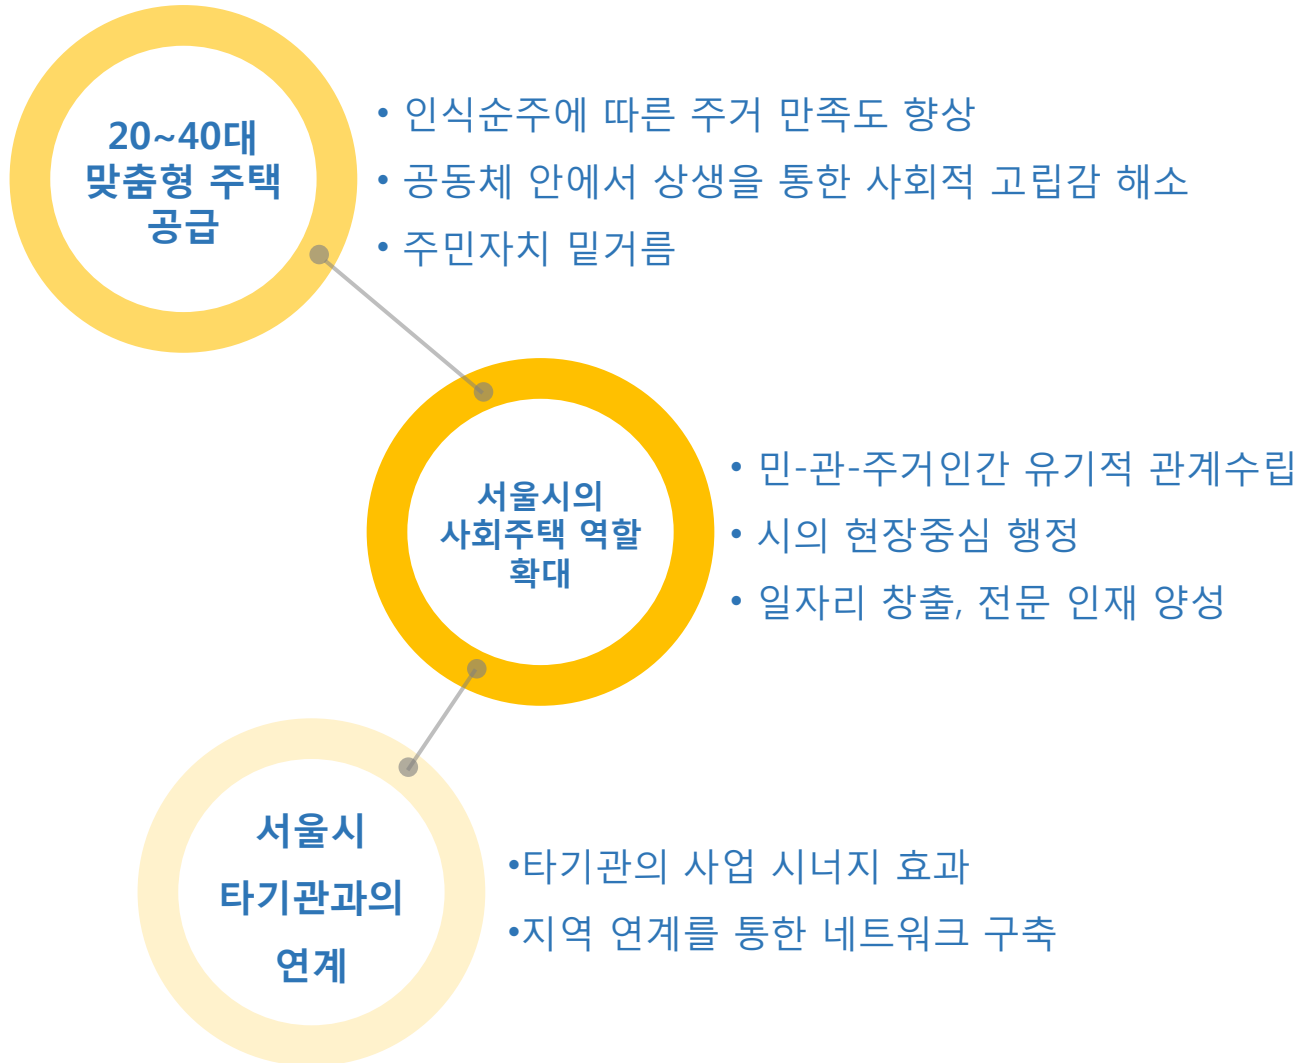 20~40대
맞춤형 주택
공급
• 인식순주에 따른 주거 만족도 향상
• 공동체 안에서 상생을 통한 사회적 고립감 해소
• 주민자치 밑거름
서울시의
사회주택 역할
확대
• 민-관-주거인간 유기적 관계수립
• 시의 현장중심 행정
• 일자리 창출, 전문 인재 양성
서울시
타기관과의
연계
•타기관의 사업 시너지 효과
•지역 연계를 통한 네트워크 구축